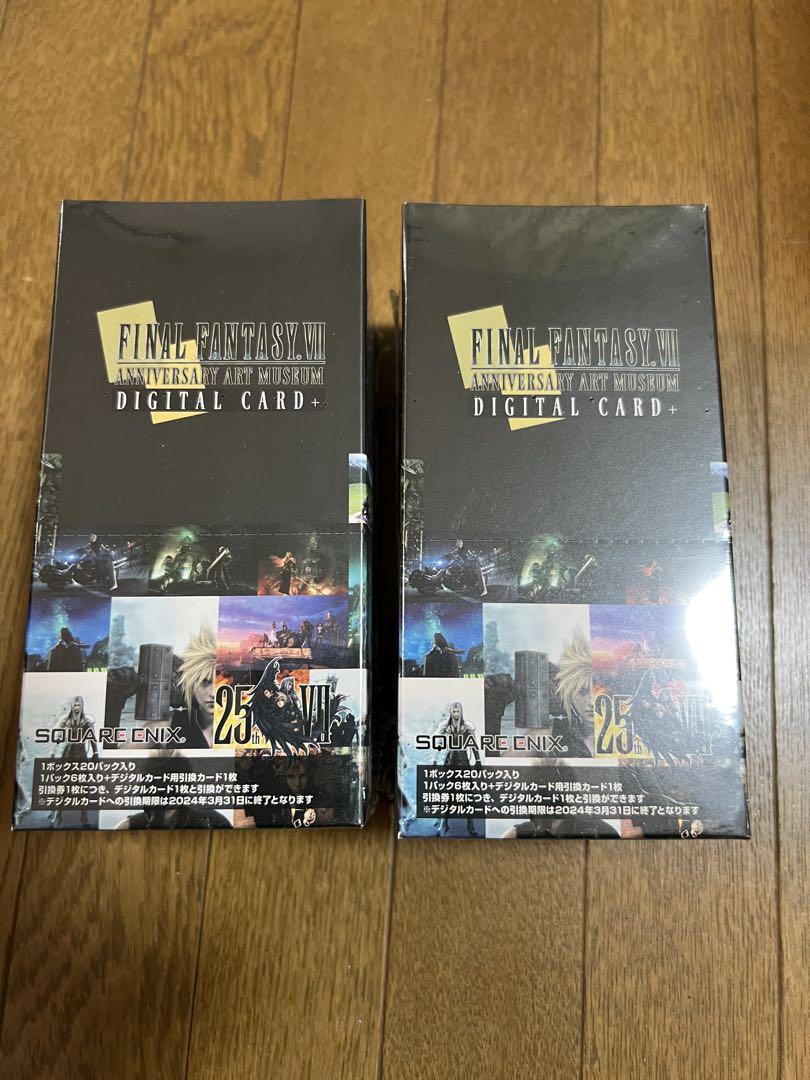 FINAL FANTASY.VII
ANNIVERSARY ART MUSEUM
DIGITAL CARD+
25th VII
SQUARE ENIX®
1ボックス20パック入り
1パック6枚入り+デジタルカード用引換カード1枚
引換券1枚につき、デジタルカード1枚と引換ができます
※デジタルカードへの引換期限は2024年3月31日に終了となります
FINAL FANTASY.VII
ANNIVERSARY ART MUSEUM
DIGITAL CARD+
25th VII
SQUARE ENIX®
1ボックス20パック入り
1パック6枚入り+デジタルカード用引換カード1枚
引換券1枚につき、デジタルカード1枚と引換ができます
※デジタルカードへの引換期限は2024年3月31日に終了となります